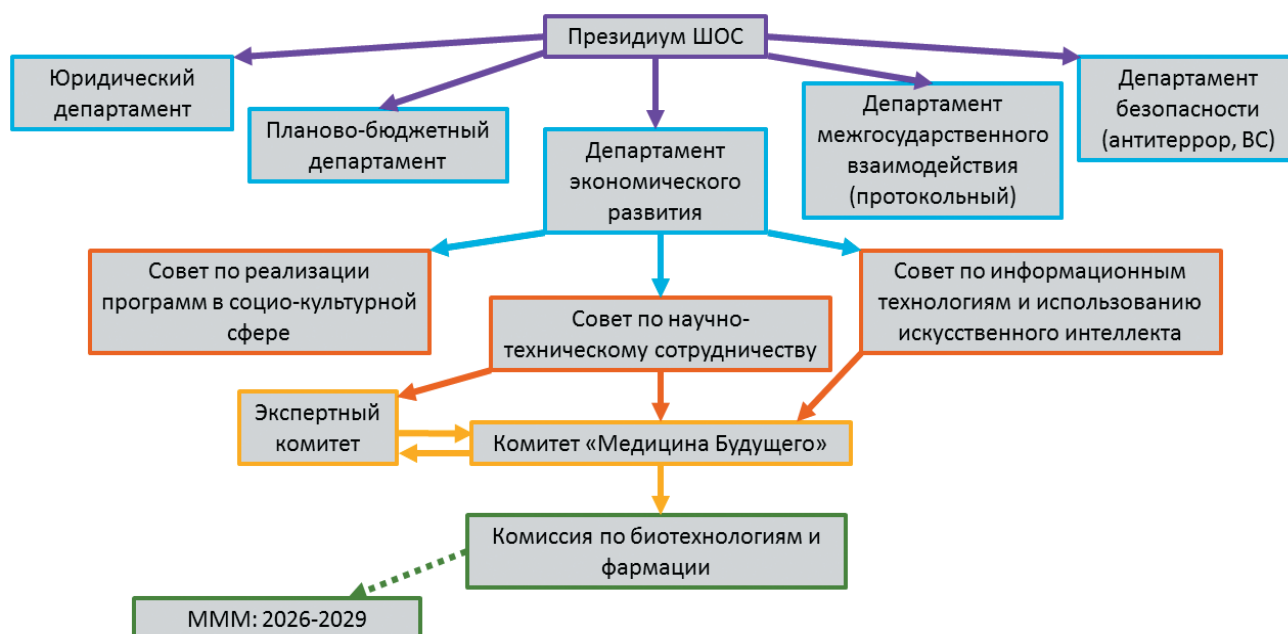 Президиум ШОС
Юридический
департамент
Планово-бюджетный
департамент
Департамент
экономического
развития
Департамент
межгосударственного
взаимодействия
(протокольный)
Департамент
безопасности
(антитеррор, ВС)
Совет по реализации
программ в социо-культурной
сфере
Совет по научно-
техническому сотрудничеству
Совет по информационным
технологиям и использованию
искусственного интеллекта
Экспертный
комитет
Комитет «Медицина Будущего»
Комиссия по биотехнологиям и
фармации
МММ: 2026-2029